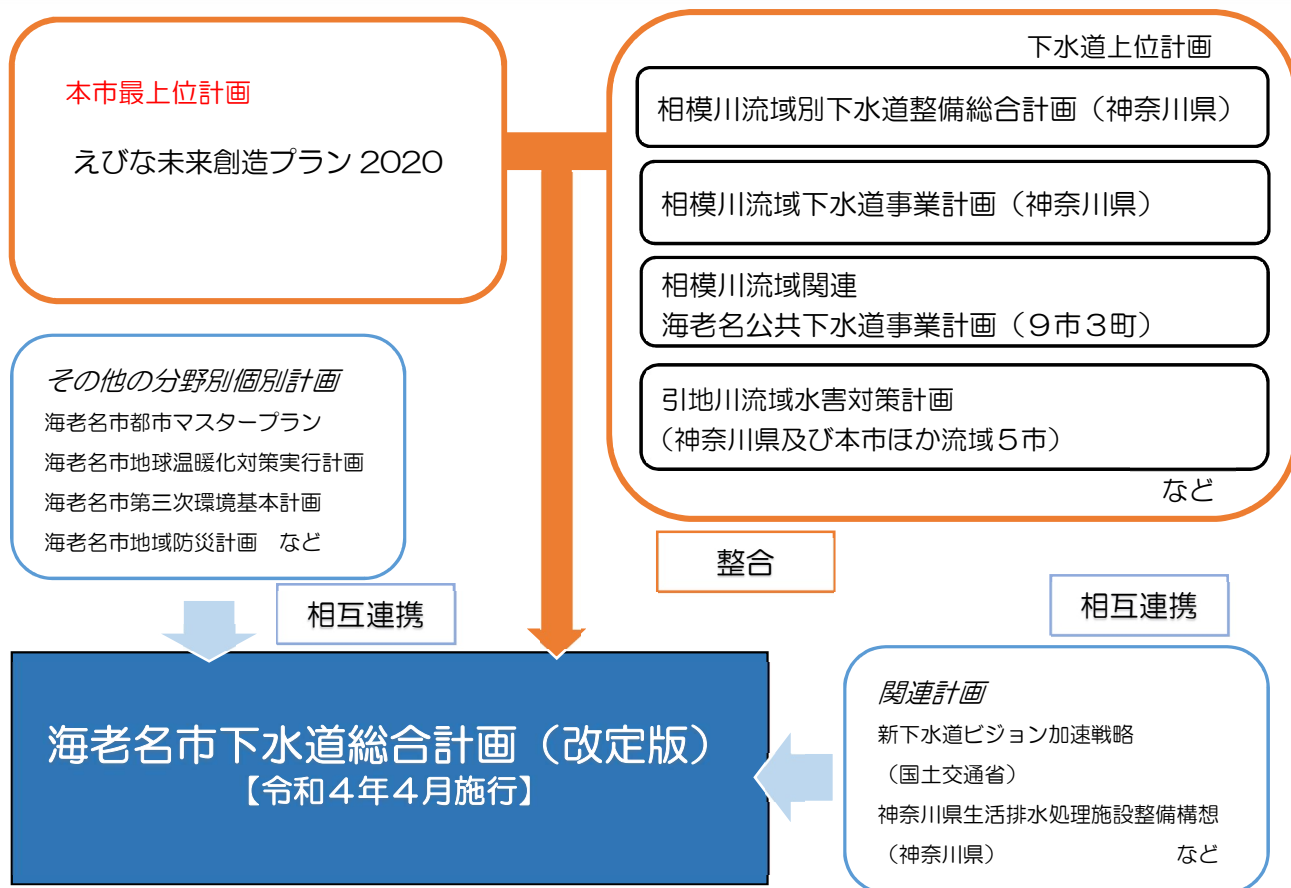 本市最上位計画
えびな未来創造プラン 2020
下水道上位計画
相模川流域別下水道整備総合計画（神奈川県）
相模川流域下水道事業計画（神奈川県）
相模川流域関連
海老名公共下水道事業計画（９市３町）
引地川流域水害対策計画
（神奈川県及び本市ほか流域５市）
など
その他の分野別個別計画
海老名市都市マスタープラン
海老名市地球温暖化対策実行計画
海老名市第三次環境基本計画
海老名市地域防災計画　など
整合
相互連携
相互連携
海老名市下水道総合計画（改定版）
【令和４年４月施行】
関連計画
新下水道ビジョン加速戦略
（国土交通省）
神奈川県生活排水処理施設整備構想
（神奈川県）　など